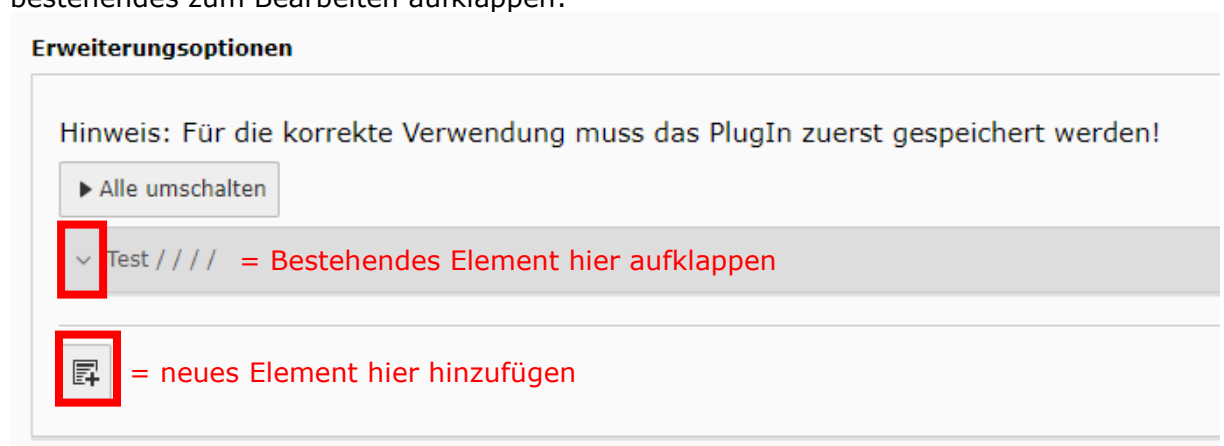 bestehendes zum Bearbeiten aufklappen:
Erweiterungsoptionen
Hinweis: Für die korrekte Verwendung muss das PlugIn zuerst gespeichert werden!
Alle umschalten
Test / / / / = Bestehendes Element hier aufklappen
= neues Element hier hinzufügen